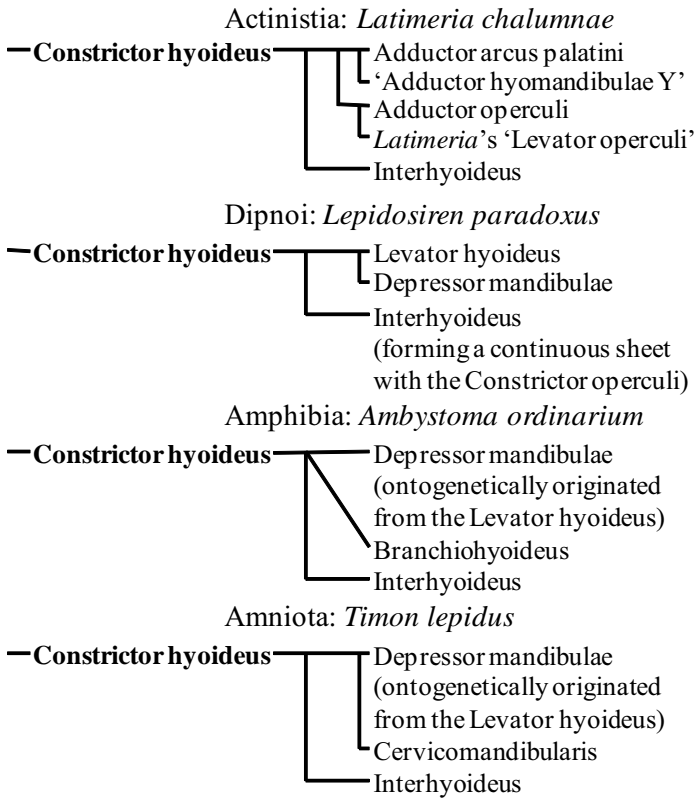 Actinistia: Latimeria chalumnae
Constrictor hyoideus
Adductor arcus palatini
‘Adductor hyomandibulae Y’
Adductor operculi
Latimeria’s ‘Levator operculi’
Interhyoideus
Dipnoi: Lepidosiren paradoxus
Constrictor hyoideus
Levator hyoideus
Depressor mandibulae
Interhyoideus
(forming a continuous sheet
with the Constrictor operculi)
Amphibia: Ambystoma ordinarium
Constrictor hyoideus
Depressor mandibulae
(ontogenetically originated
from the Levator hyoideus)
Branchiohyoideus
Interhyoideus
Amniota: Timon lepidus
Constrictor hyoideus
Depressor mandibulae
(ontogenetically originated
from the Levator hyoideus)
Cervicomandibularis
Interhyoideus